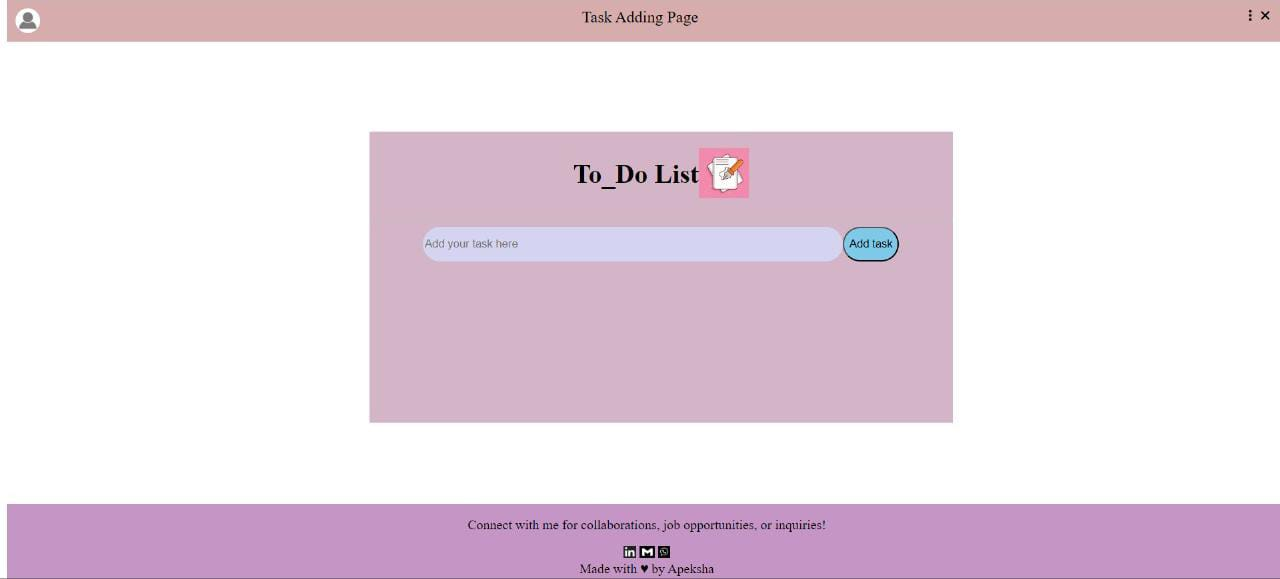 Task Adding Page
To_Do List
Add your task here
Add task
Connect with me for collaborations, job opportunities, or inquiries!
in
Made with ♥ by Apeksha